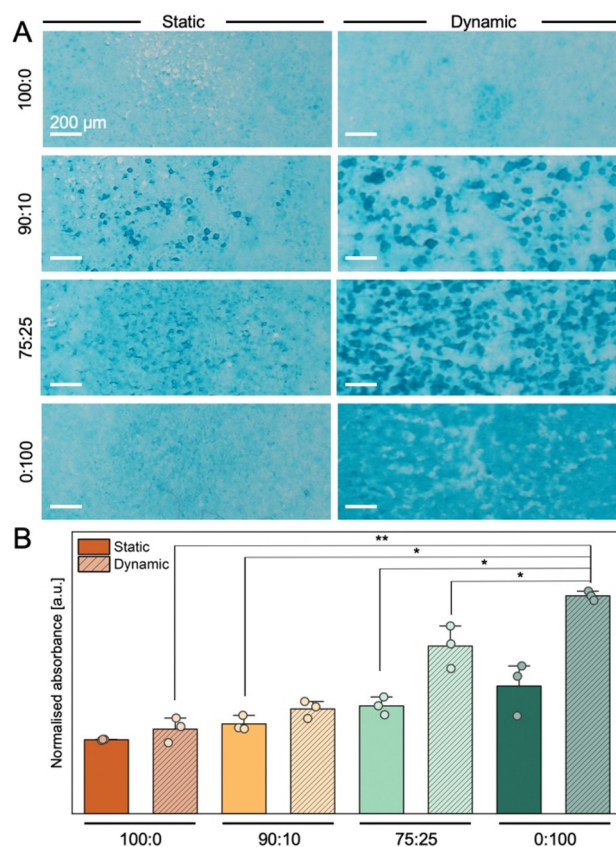 A
Static
Dynamic
100:0
200 μm
90:10
75:25
0:100
B
Static
Dynamic
**
*
*
*
Normalised absorbance [a.u.]
100:0
90:10
75:25
0:100